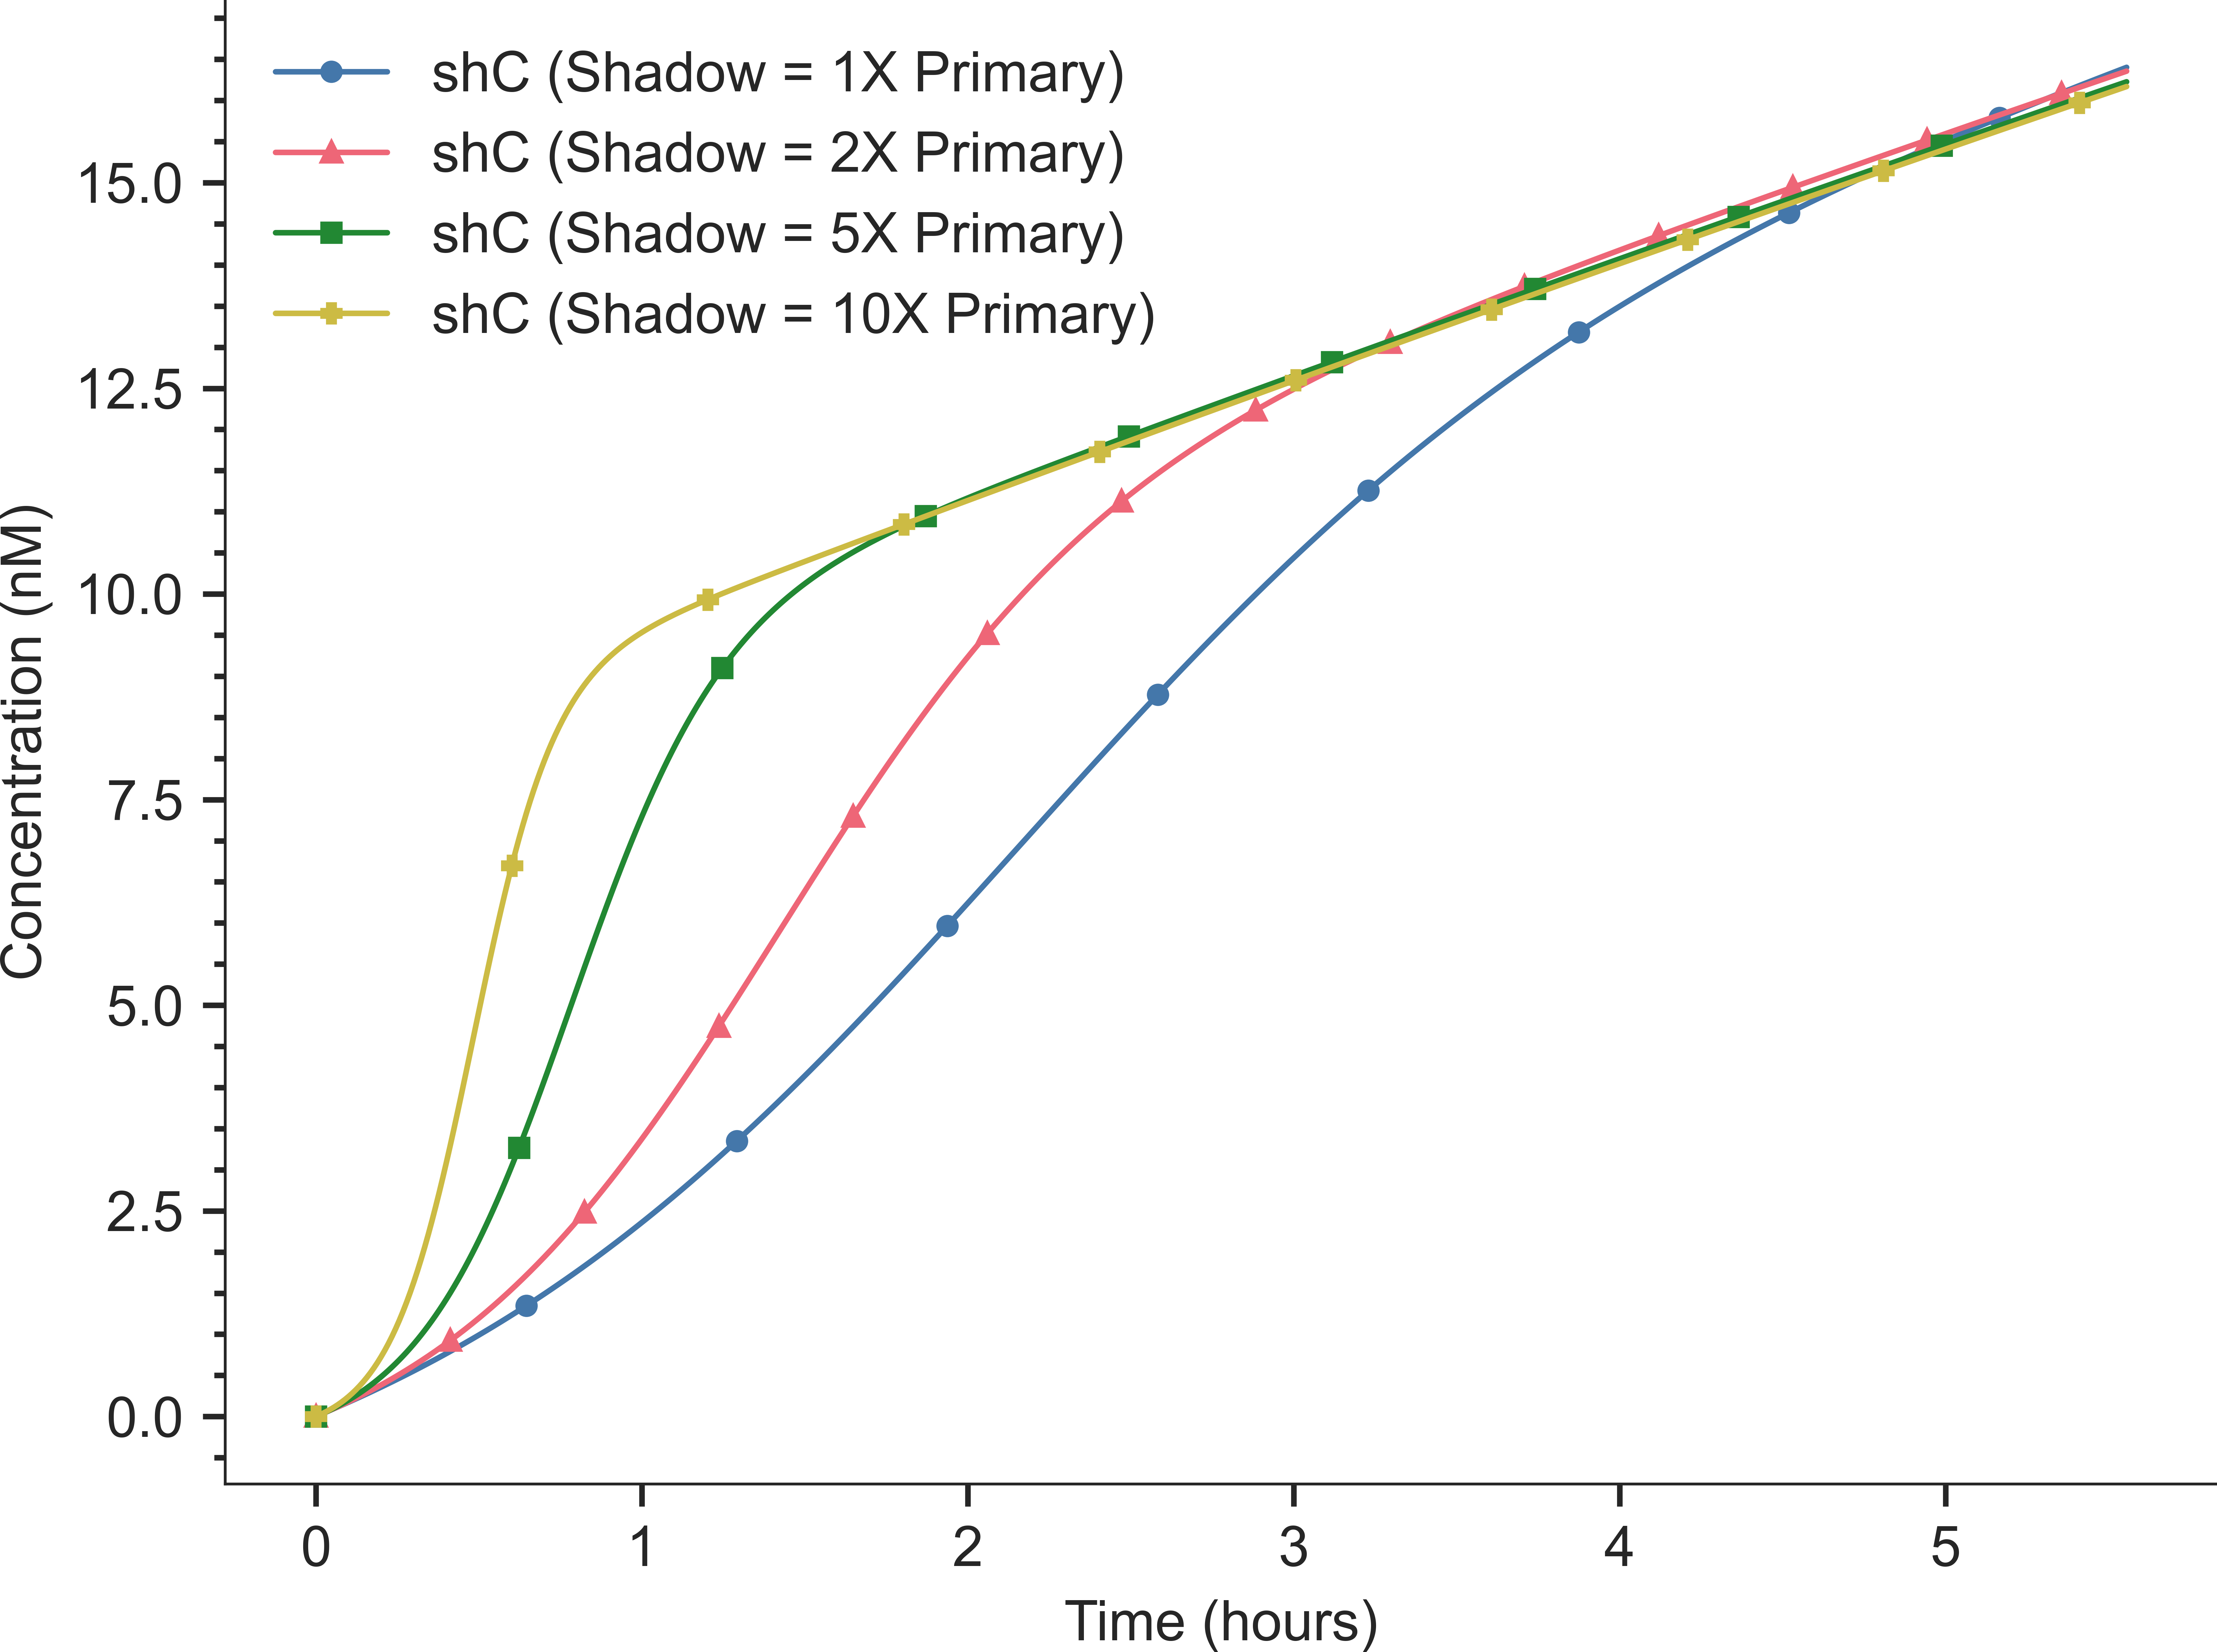 shC (Shadow = 1X Primary)
shC (Shadow = 2X Primary)
shC (Shadow = 5X Primary)
shC (Shadow = 10X Primary)
Concentration (nM)
15.0
12.5
10.0
7.5
5.0
2.5
0.0
0 1 2 3 4 5
Time (hours)